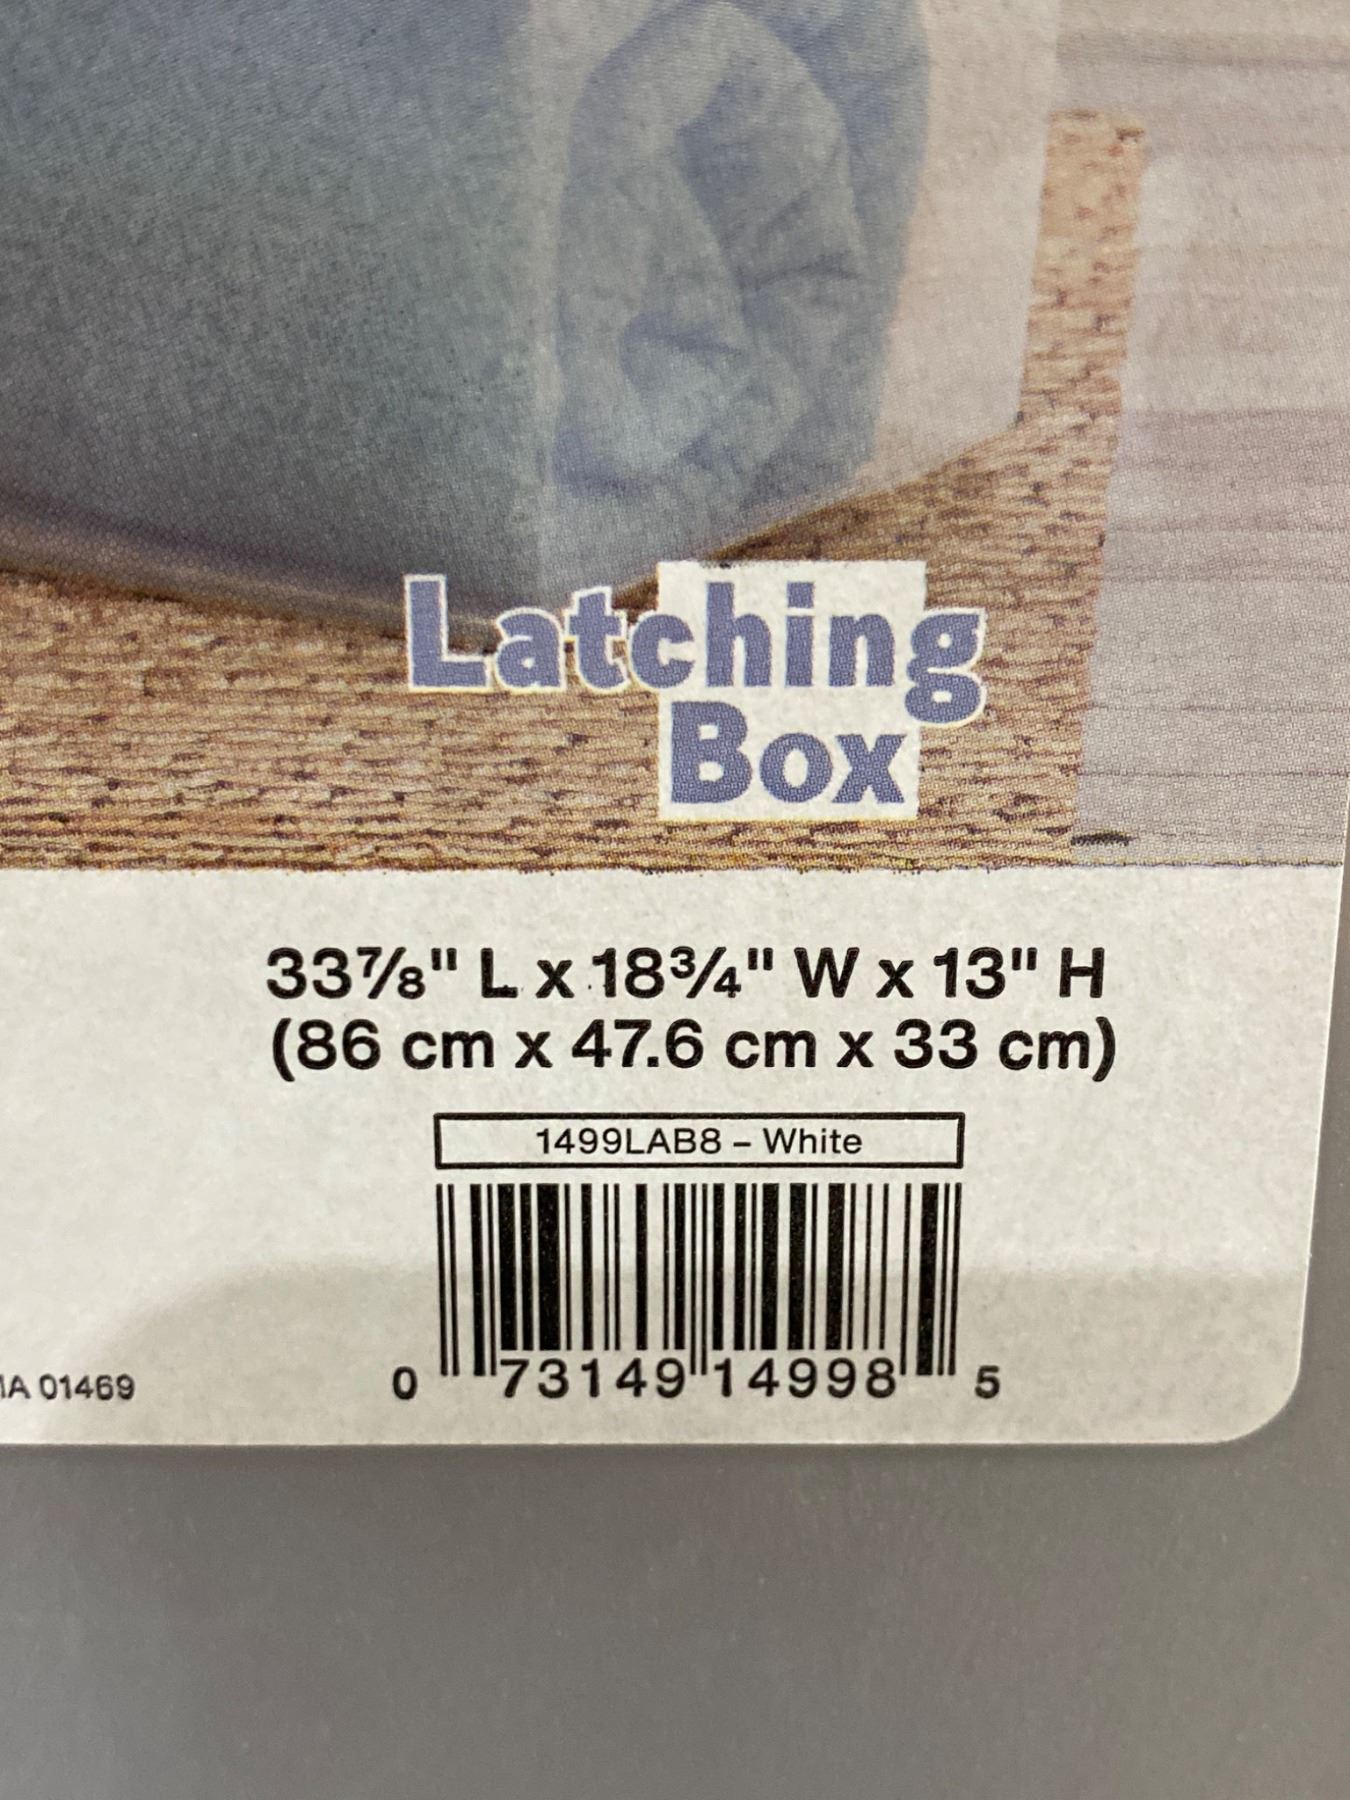 Latching
Box
33⅞" L x 18¾" W x 13" H
(86 cm x 47.6 cm x 33 cm)
1499LAB8 – White
01469
0 73149 14998 5